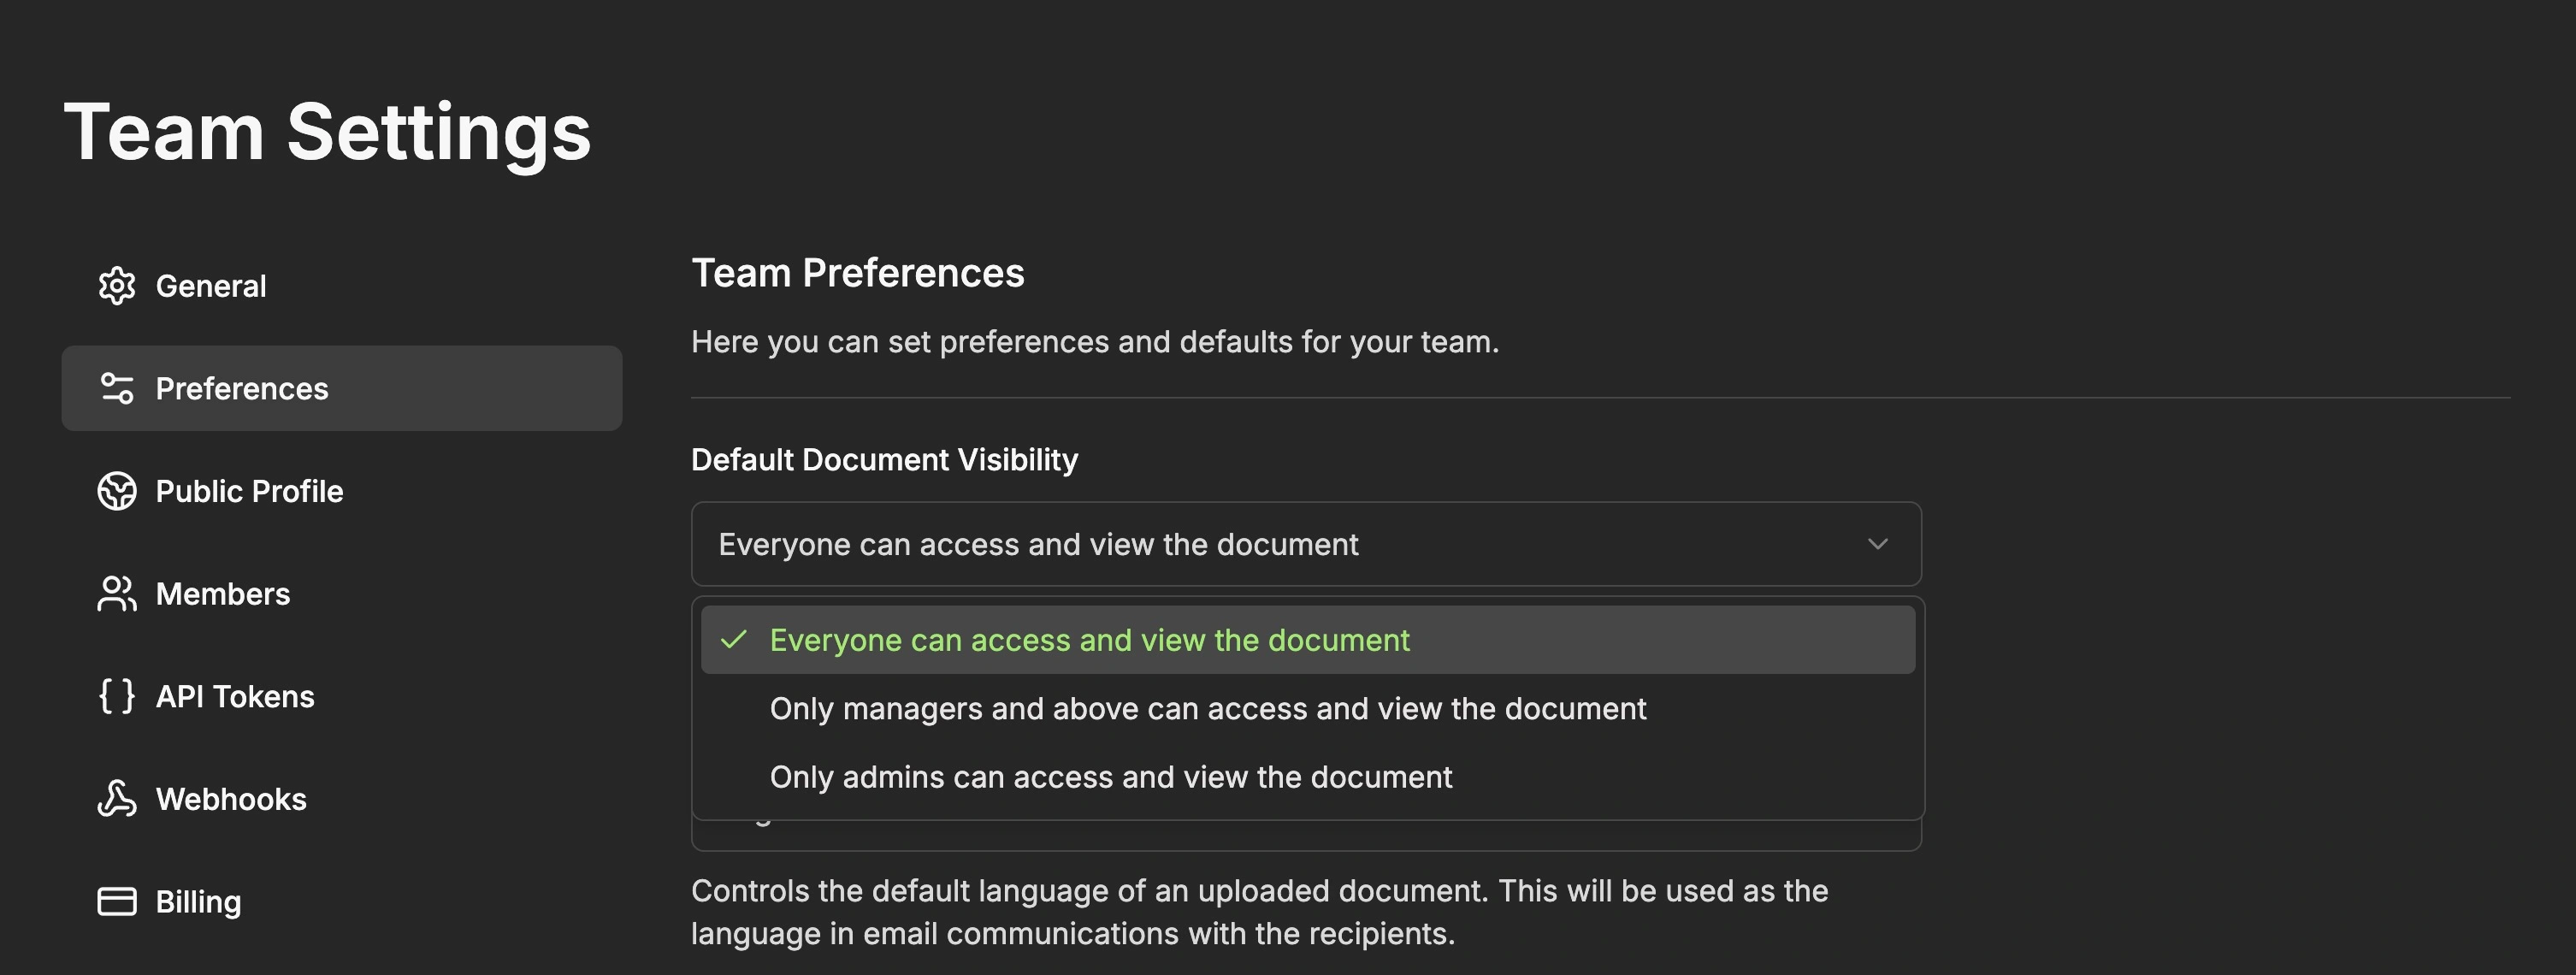 Team Settings
General
Preferences
Public Profile
Members
API Tokens
Webhooks
Billing
Team Preferences
Here you can set preferences and defaults for your team.
Default Document Visibility
Everyone can access and view the document
Everyone can access and view the document
Only managers and above can access and view the document
Only admins can access and view the document
Controls the default language of an uploaded document. This will be used as the
language in email communications with the recipients.